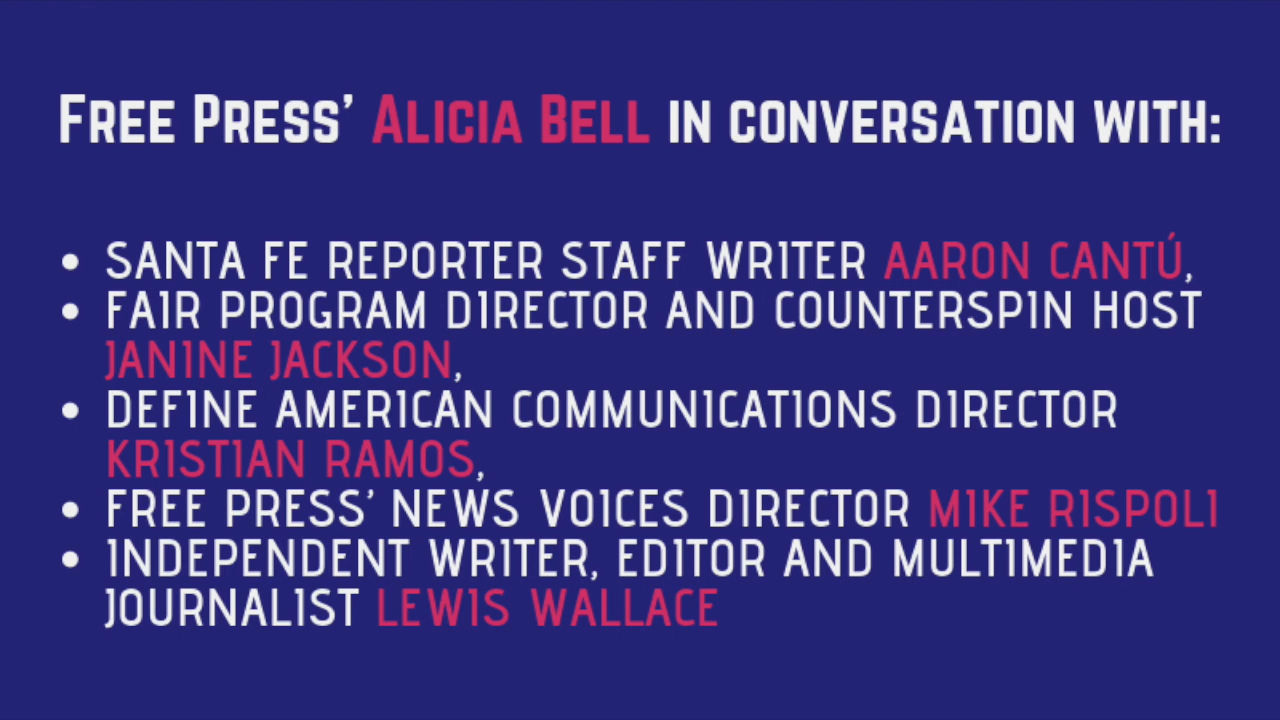 FREE PRESS’ ALICIA BELL IN CONVERSATION WITH:
• SANTA FE REPORTER STAFF WRITER AARON CANTÚ,
• FAIR PROGRAM DIRECTOR AND COUNTERSPIN HOST
JANINE JACKSON,
• DEFINE AMERICAN COMMUNICATIONS DIRECTOR
KRISTIAN RAMOS,
• FREE PRESS’ NEWS VOICES DIRECTOR MIKE RISPOLI
• INDEPENDENT WRITER, EDITOR AND MULTIMEDIA
JOURNALIST LEWIS WALLACE